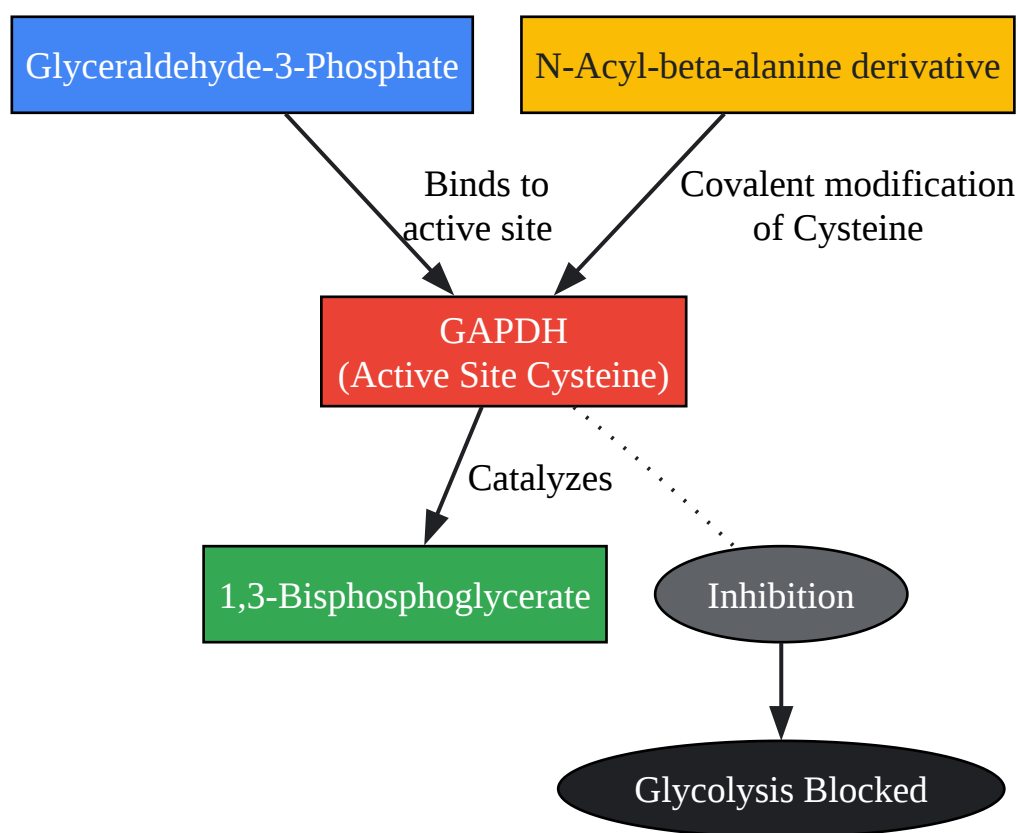 Glyceraldehyde-3-Phosphate
N-Acyl-beta-alanine derivative
Binds to
active site
Covalent modification
of Cysteine
GAPDH
(Active Site Cysteine)
Catalyzes
1,3-Bisphosphoglycerate
Inhibition
Glycolysis Blocked